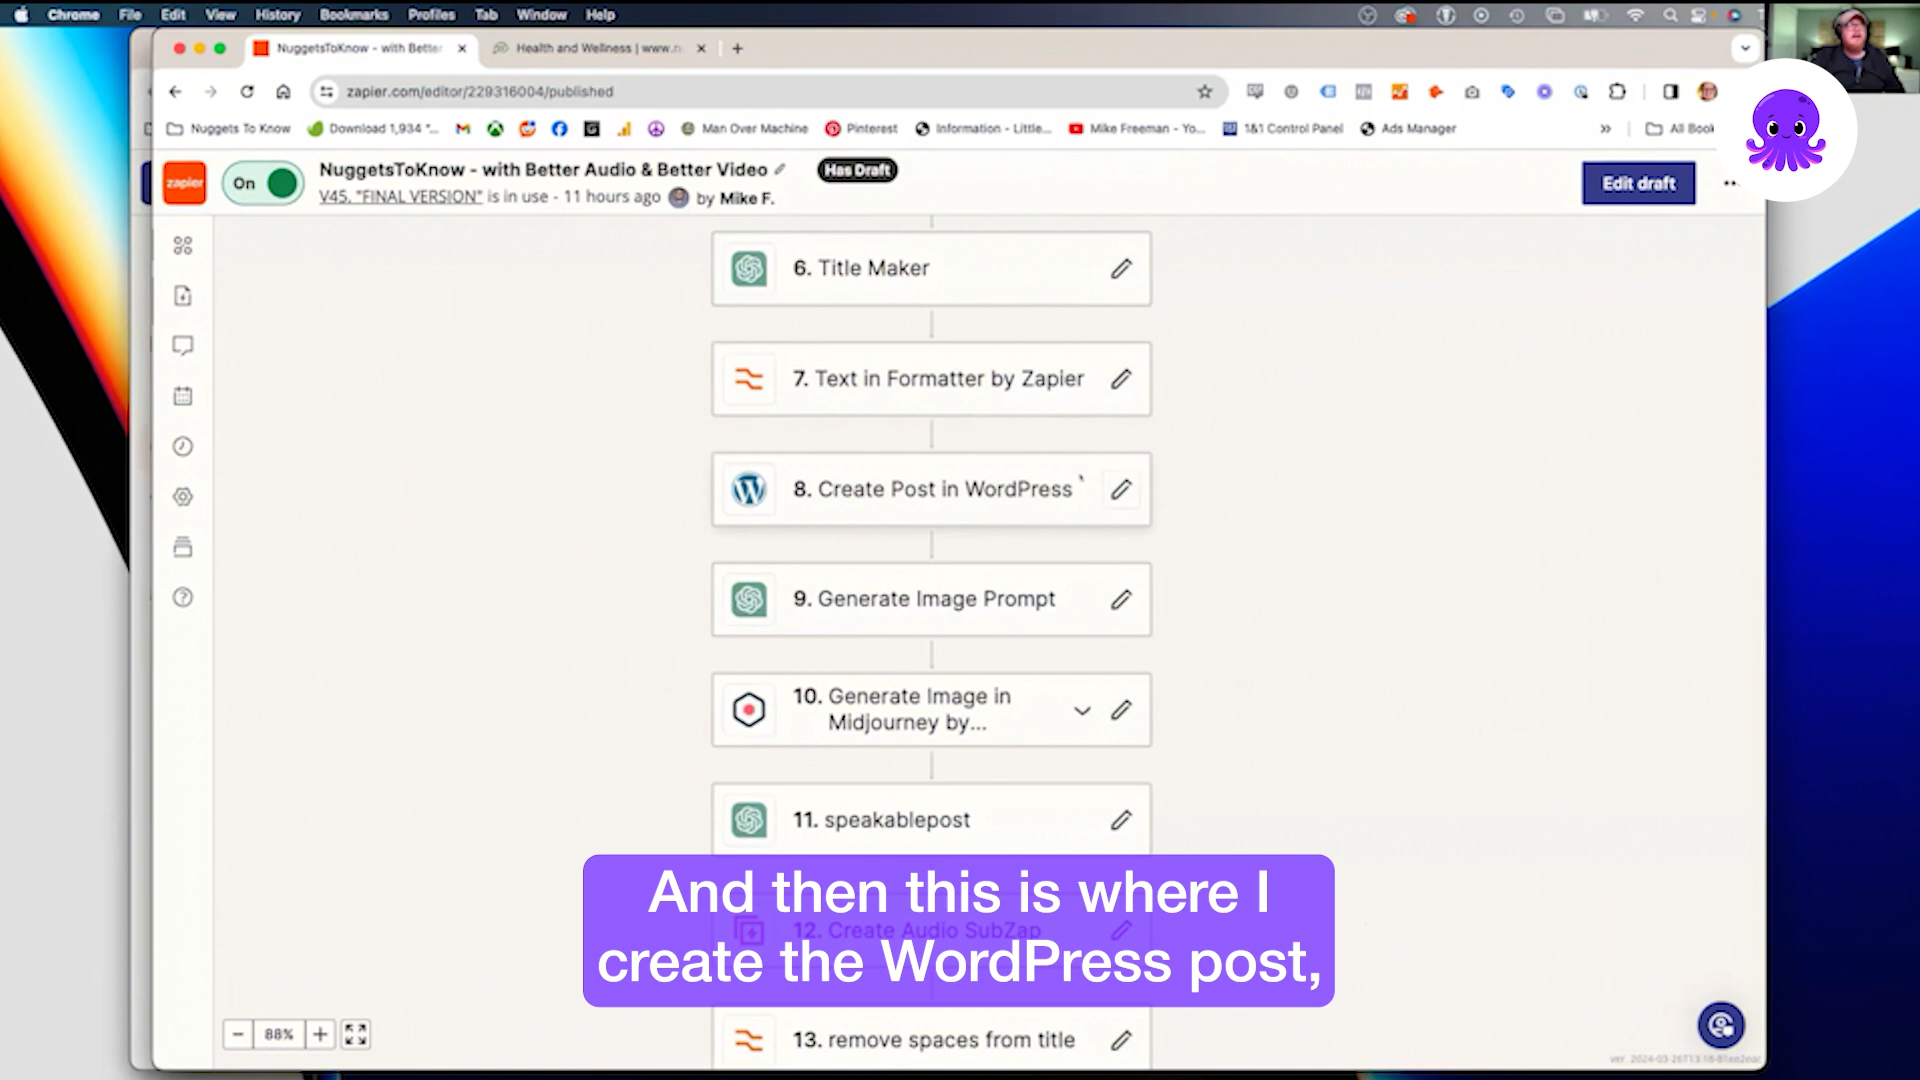 Chrome File Edit View History Bookmarks Profiles Tab Window Help
NuggetsToKnow - with Better
Health and Wellness | www.n
zapier.com/editor/229316004/published
Nuggets To Know
Download 1,934 "...
Man Over Machine
Pinterest
Information - Little...
Mike Freeman - Yo...
1&1 Control Panel
Ads Manager
All Book
zapier
On
NuggetsToKnow - with Better Audio & Better Video
Has Draft
V45, "FINAL VERSION" is in use - 11 hours ago by Mike F.
Edit draft
6. Title Maker
7. Text in Formatter by Zapier
8. Create Post in WordPress
9. Generate Image Prompt
10. Generate Image in
Midjourney by...
11. speakablepost
And then this is where I
12. Create Audio SubZap
create the WordPress post,
13. remove spaces from title
88%